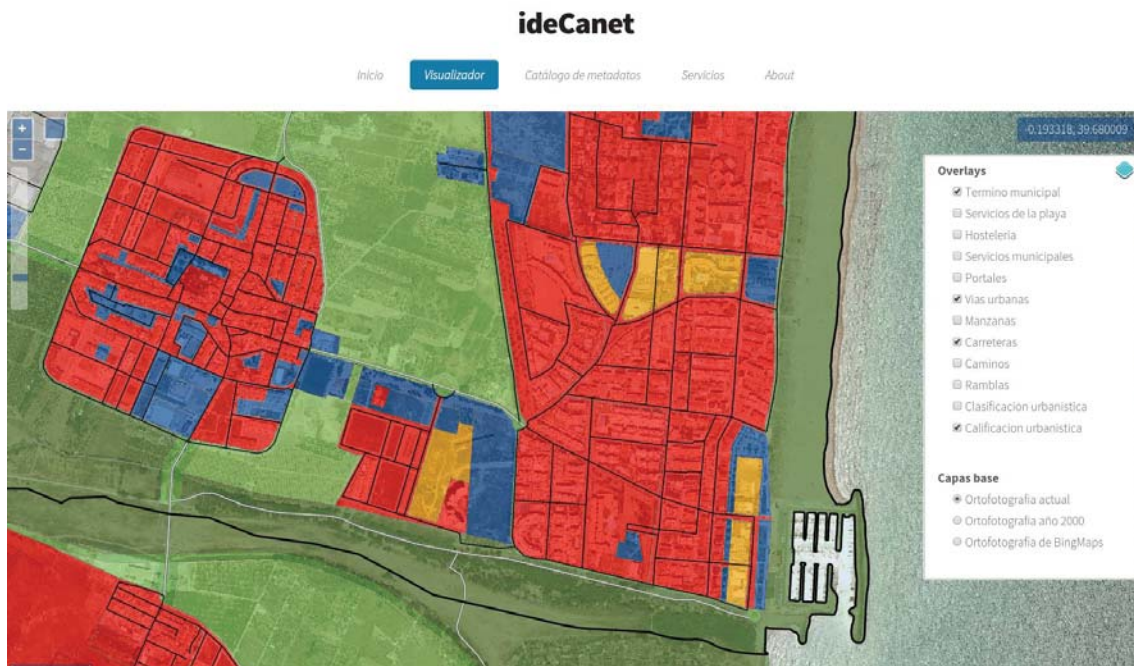 ideCanet
Inicio
Visualizador
Catálogo de metadatos
Servicios
About
+
−
-0.193318, 39.680009
Overlays
Termino municipal
Servicios de la playa
Hosteleria
Servicios municipales
Portales
Vias urbanas
Manzanas
Carreteras
Caminos
Ramblas
Clasificacion urbanistica
Calificacion urbanistica
Capas base
Ortofotografia actual
Ortofotografia año 2000
Ortofotografia de BingMaps